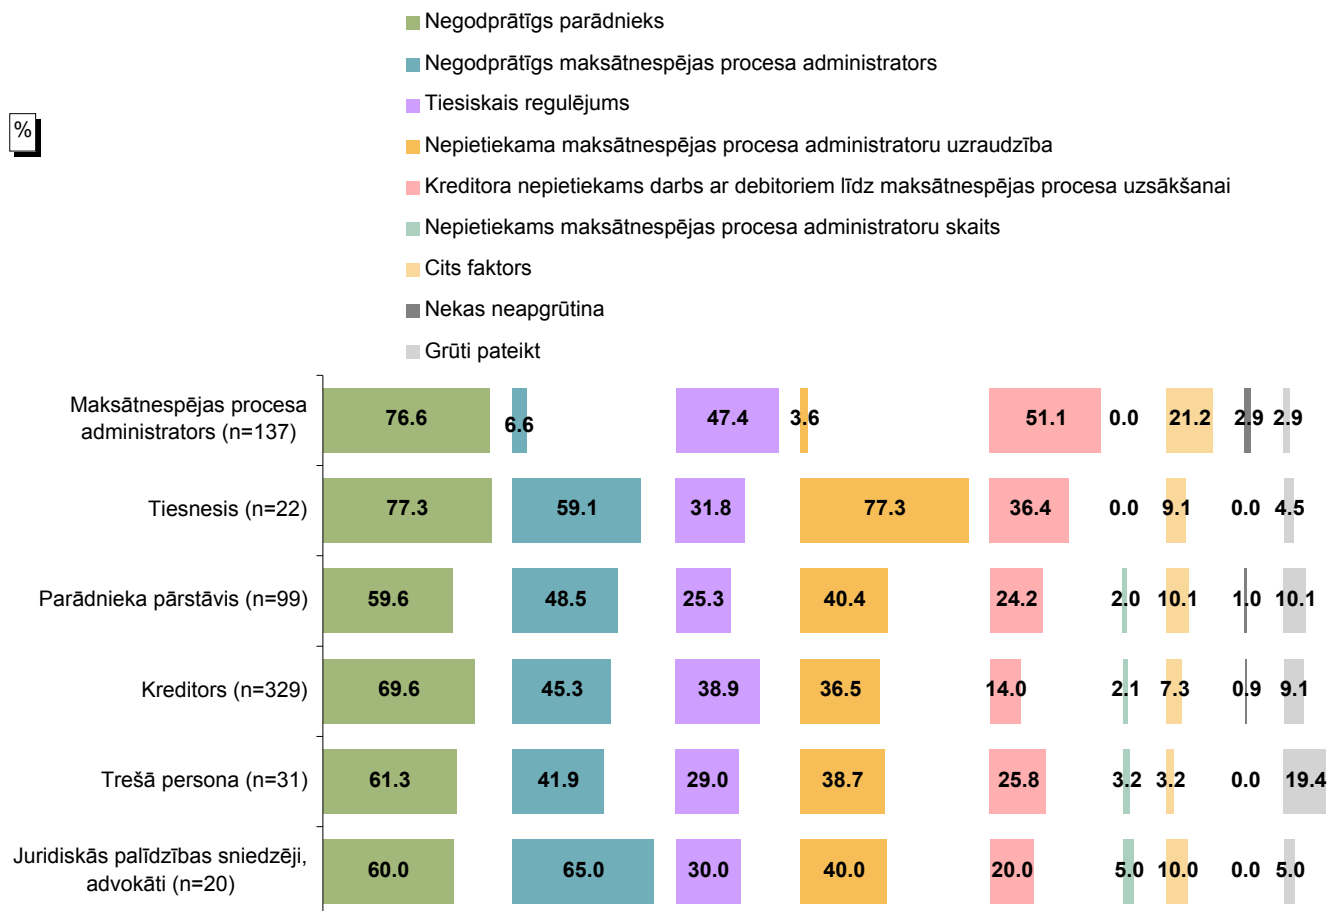 Negodprātīgs parādnieks
Negodprātīgs maksātnespējas procesa administrators
Tiesiskais regulējums
%
Nepietiekama maksātnespējas procesa administratoru uzraudzība
Kreditora nepietiekams darbs ar debitoriem līdz maksātnespējas procesa uzsākšanai
Nepietiekams maksātnespējas procesa administratoru skaits
Cits faktors
Nekas neapgrūtina
Grūti pateikt
Maksātnespējas procesa
administrators (n=137)
76.6 6.6 47.4 3.6 51.1 0.0 21.2 2.9 2.9
Tiesnesis (n=22) 77.3 59.1 31.8 77.3 36.4 0.0 9.1 0.0 4.5
Parādnieka pārstāvis (n=99) 59.6 48.5 25.3 40.4 24.2 2.0 10.1 1.0 10.1
Kreditors (n=329) 69.6 45.3 38.9 36.5 14.0 2.1 7.3 0.9 9.1
Trešā persona (n=31) 61.3 41.9 29.0 38.7 25.8 3.2 3.2 0.0 19.4
Juridiskās palīdzības sniedzēji,
advokāti (n=20)
60.0 65.0 30.0 40.0 20.0 5.0 10.0 0.0 5.0